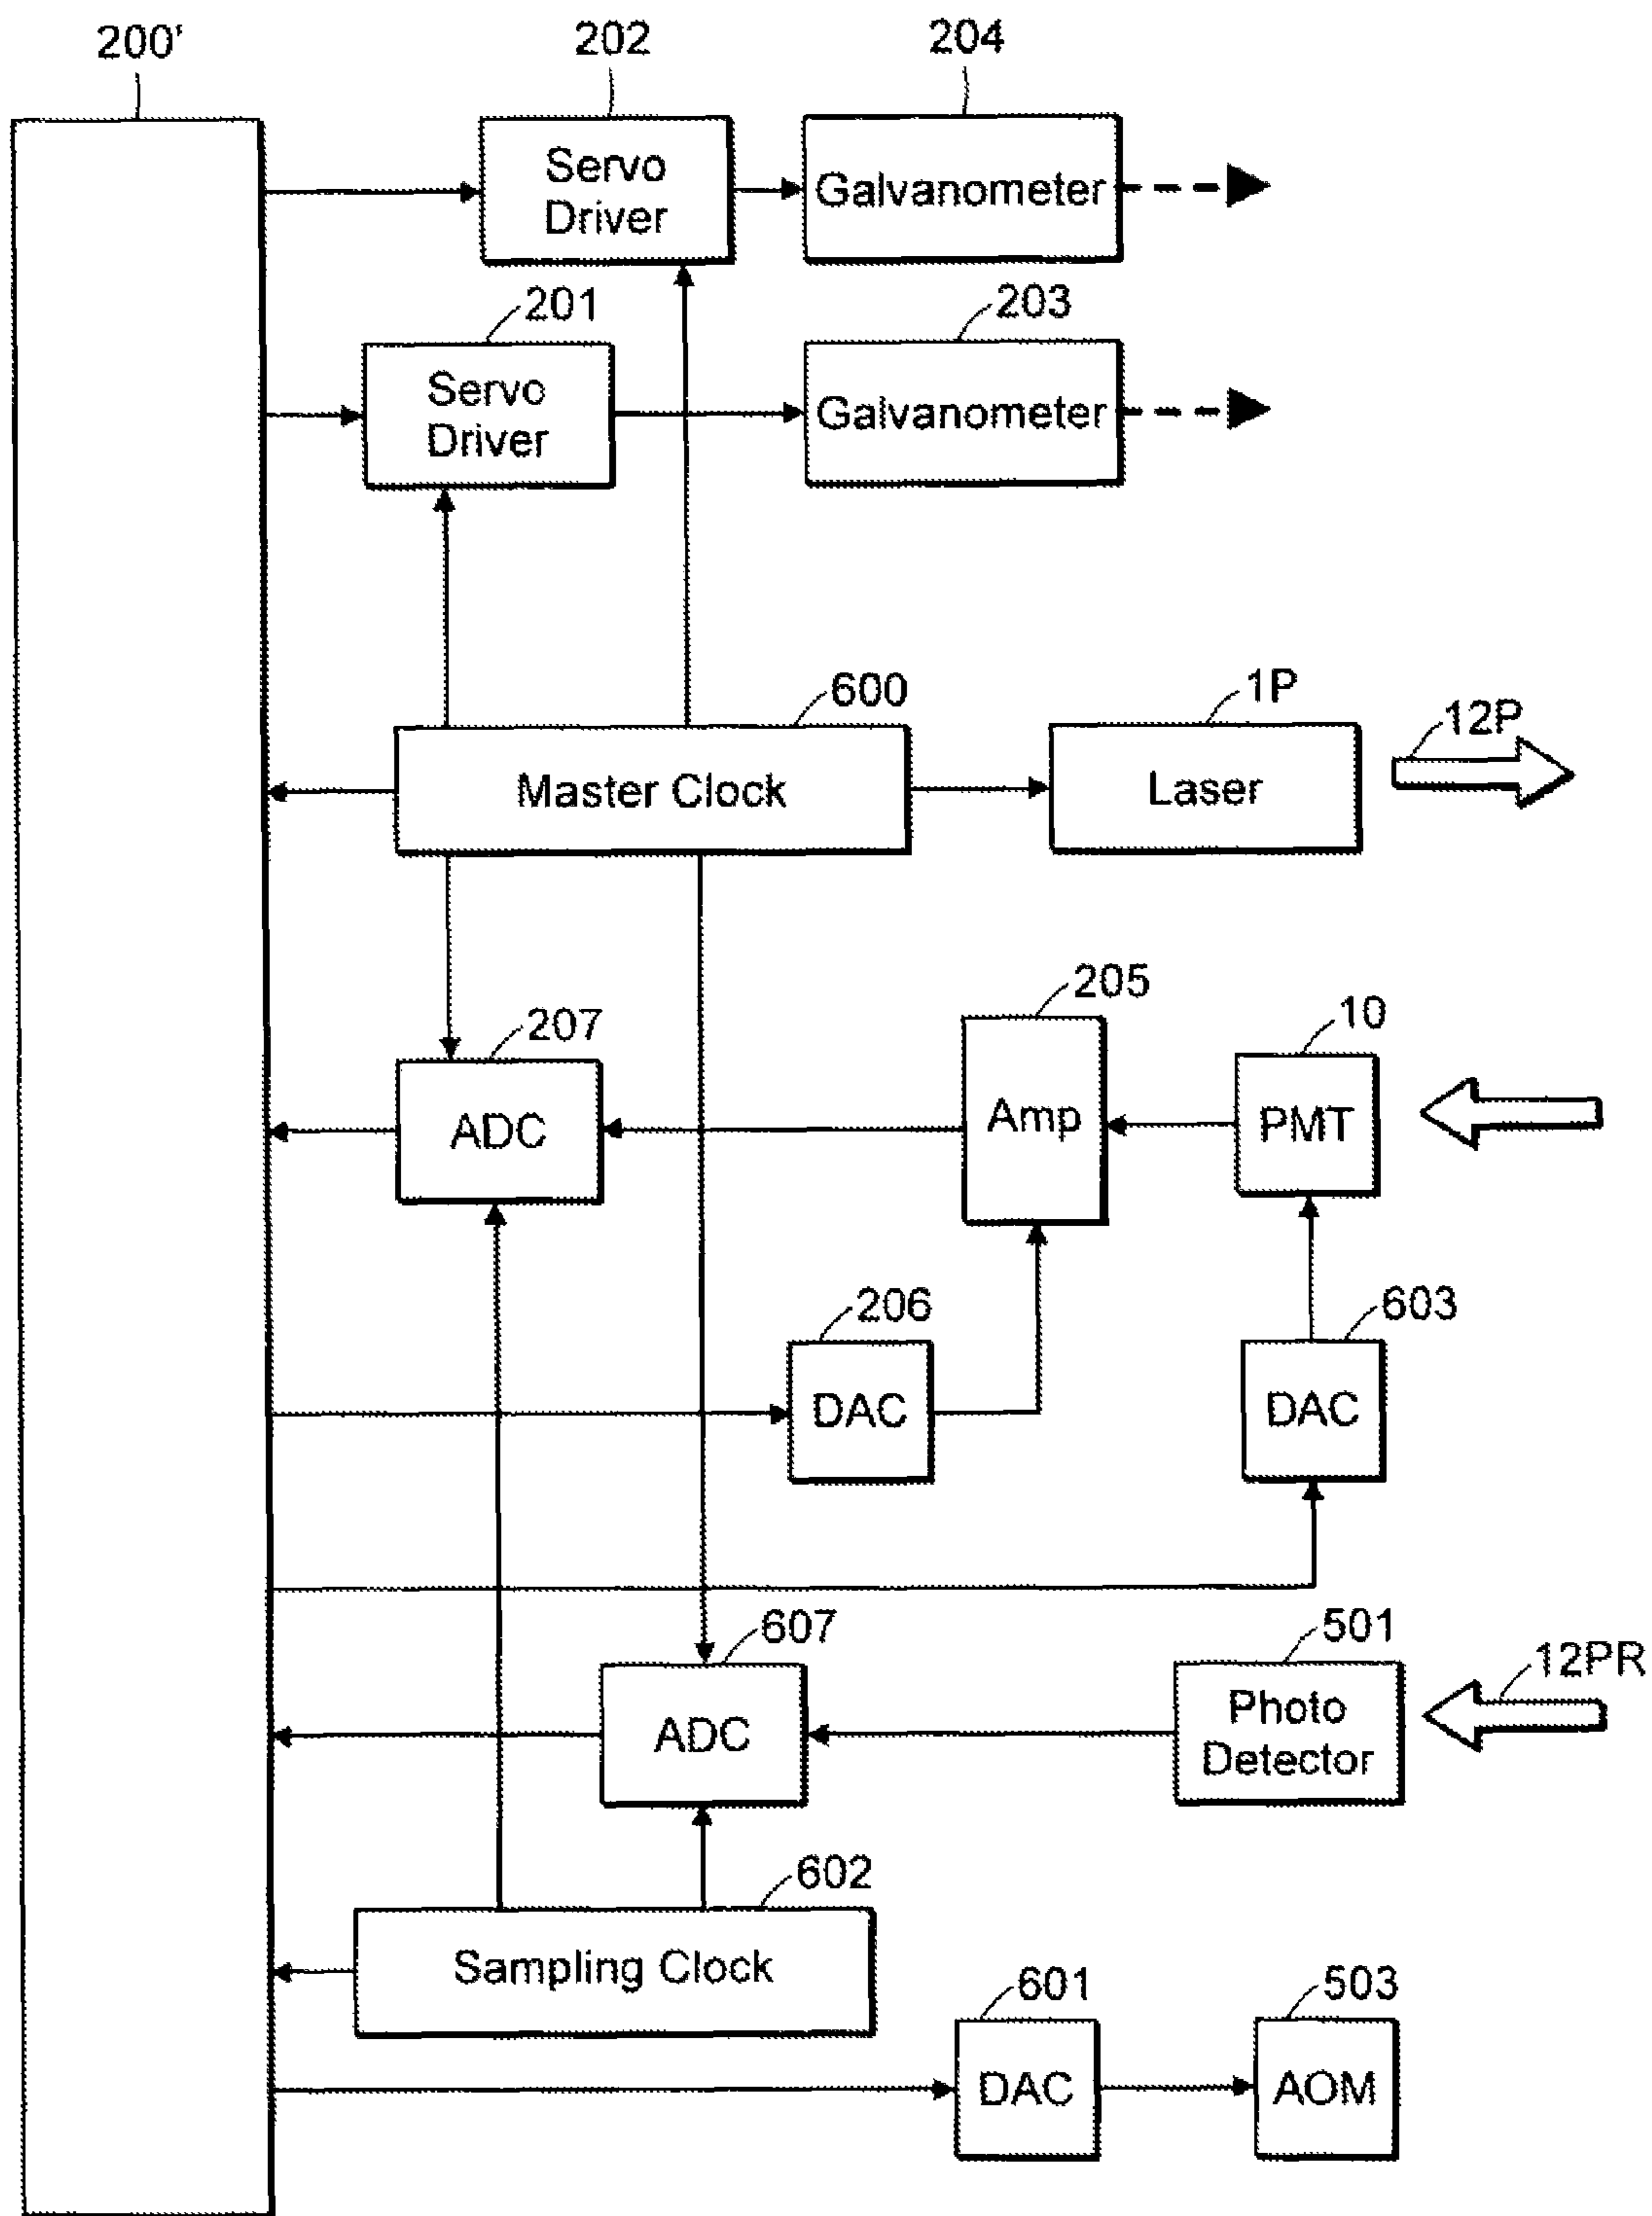 200'
202
204
Servo
Driver
Galvanometer
201
203
Servo
Driver
Galvanometer
600
1P
12P
Master Clock
Laser
205
10
207
ADC
Amp
PMT
206
603
DAC
DAC
607
501
12PR
ADC
Photo
Detector
602
Sampling Clock
601
503
DAC
AOM